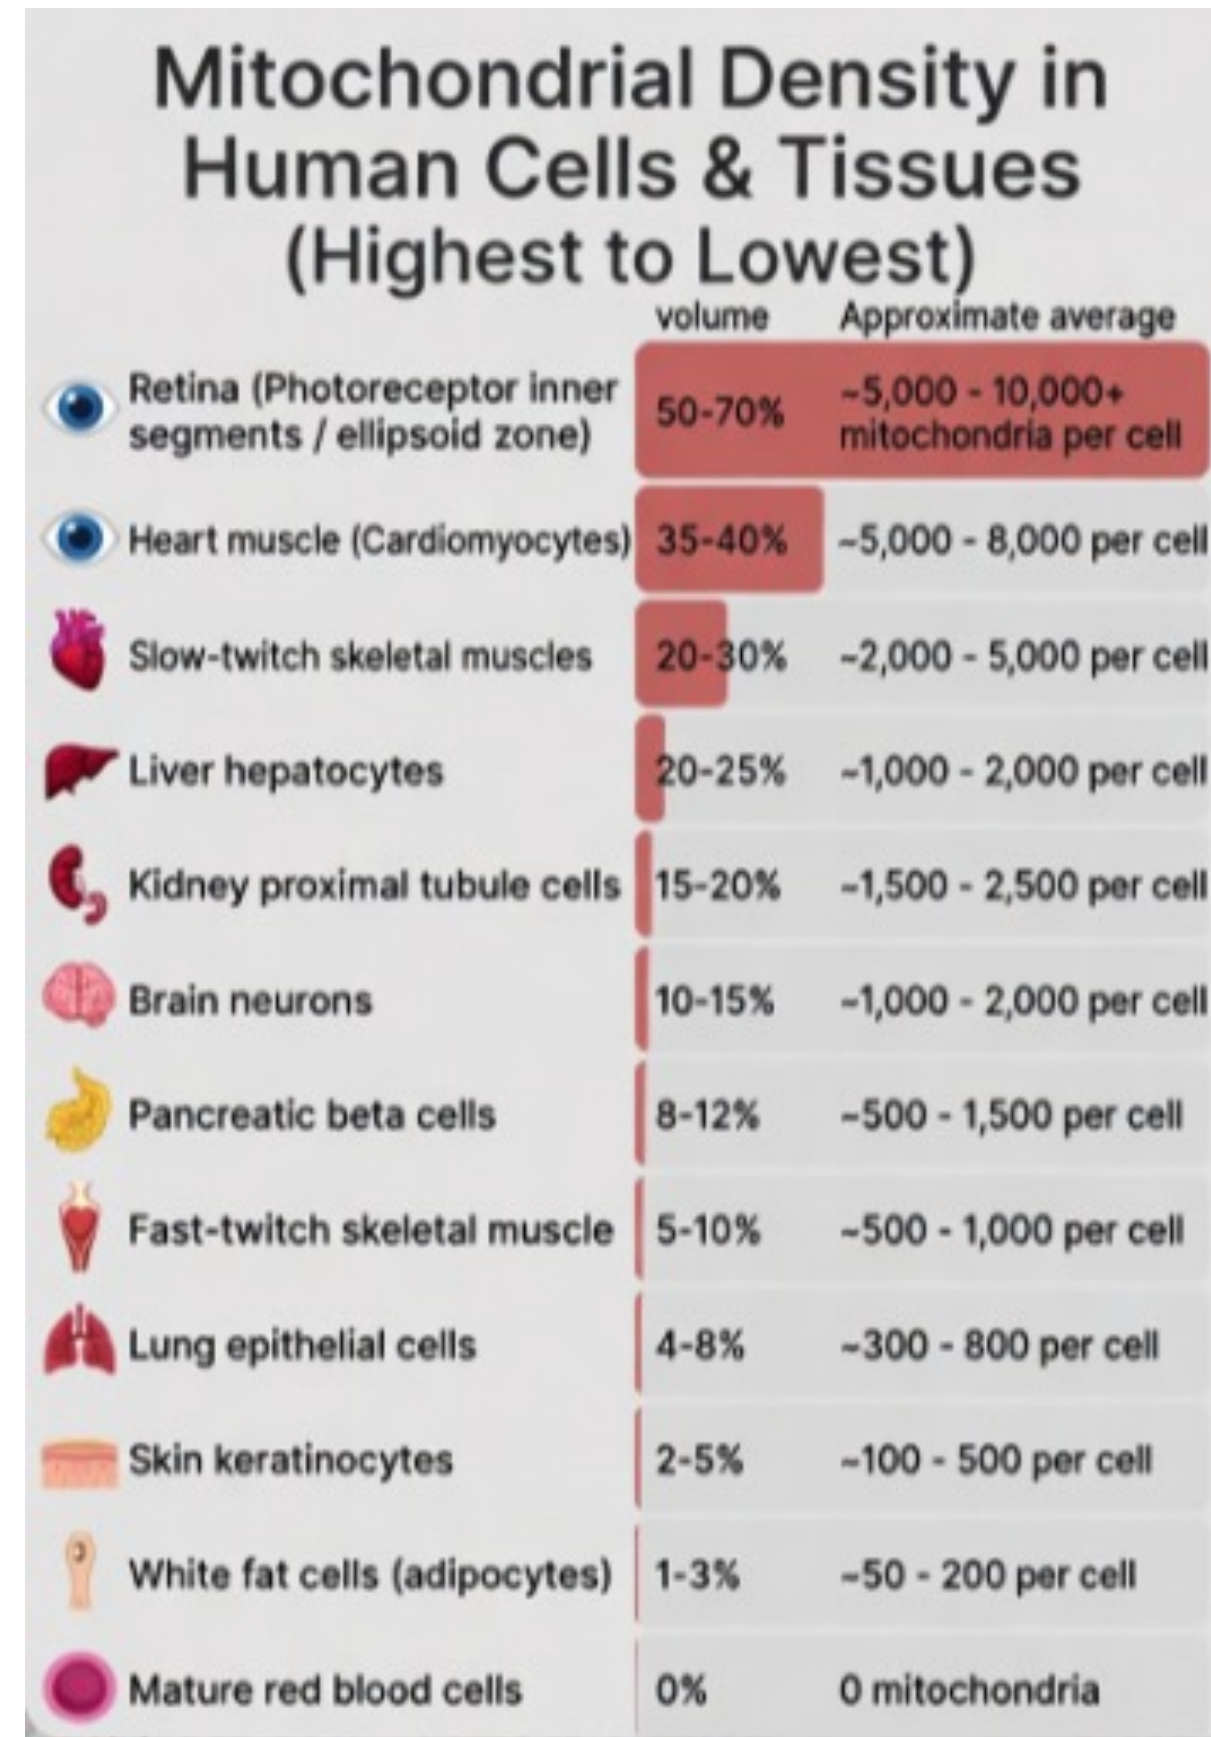 Mitochondrial Density in
Human Cells & Tissues
(Highest to Lowest)
volume Approximate average
Retina (Photoreceptor inner
segments / ellipsoid zone)
50-70%
~5,000 - 10,000+
mitochondria per cell
Heart muscle (Cardiomyocytes) 35-40% ~5,000 - 8,000 per cell
Slow-twitch skeletal muscles 20-30% ~2,000 - 5,000 per cell
Liver hepatocytes 20-25% ~1,000 - 2,000 per cell
Kidney proximal tubule cells 15-20% ~1,500 - 2,500 per cell
Brain neurons 10-15% ~1,000 - 2,000 per cell
Pancreatic beta cells 8-12% ~500 - 1,500 per cell
Fast-twitch skeletal muscle 5-10% ~500 - 1,000 per cell
Lung epithelial cells 4-8% ~300 - 800 per cell
Skin keratinocytes 2-5% ~100 - 500 per cell
White fat cells (adipocytes) 1-3% ~50 - 200 per cell
Mature red blood cells 0% 0 mitochondria